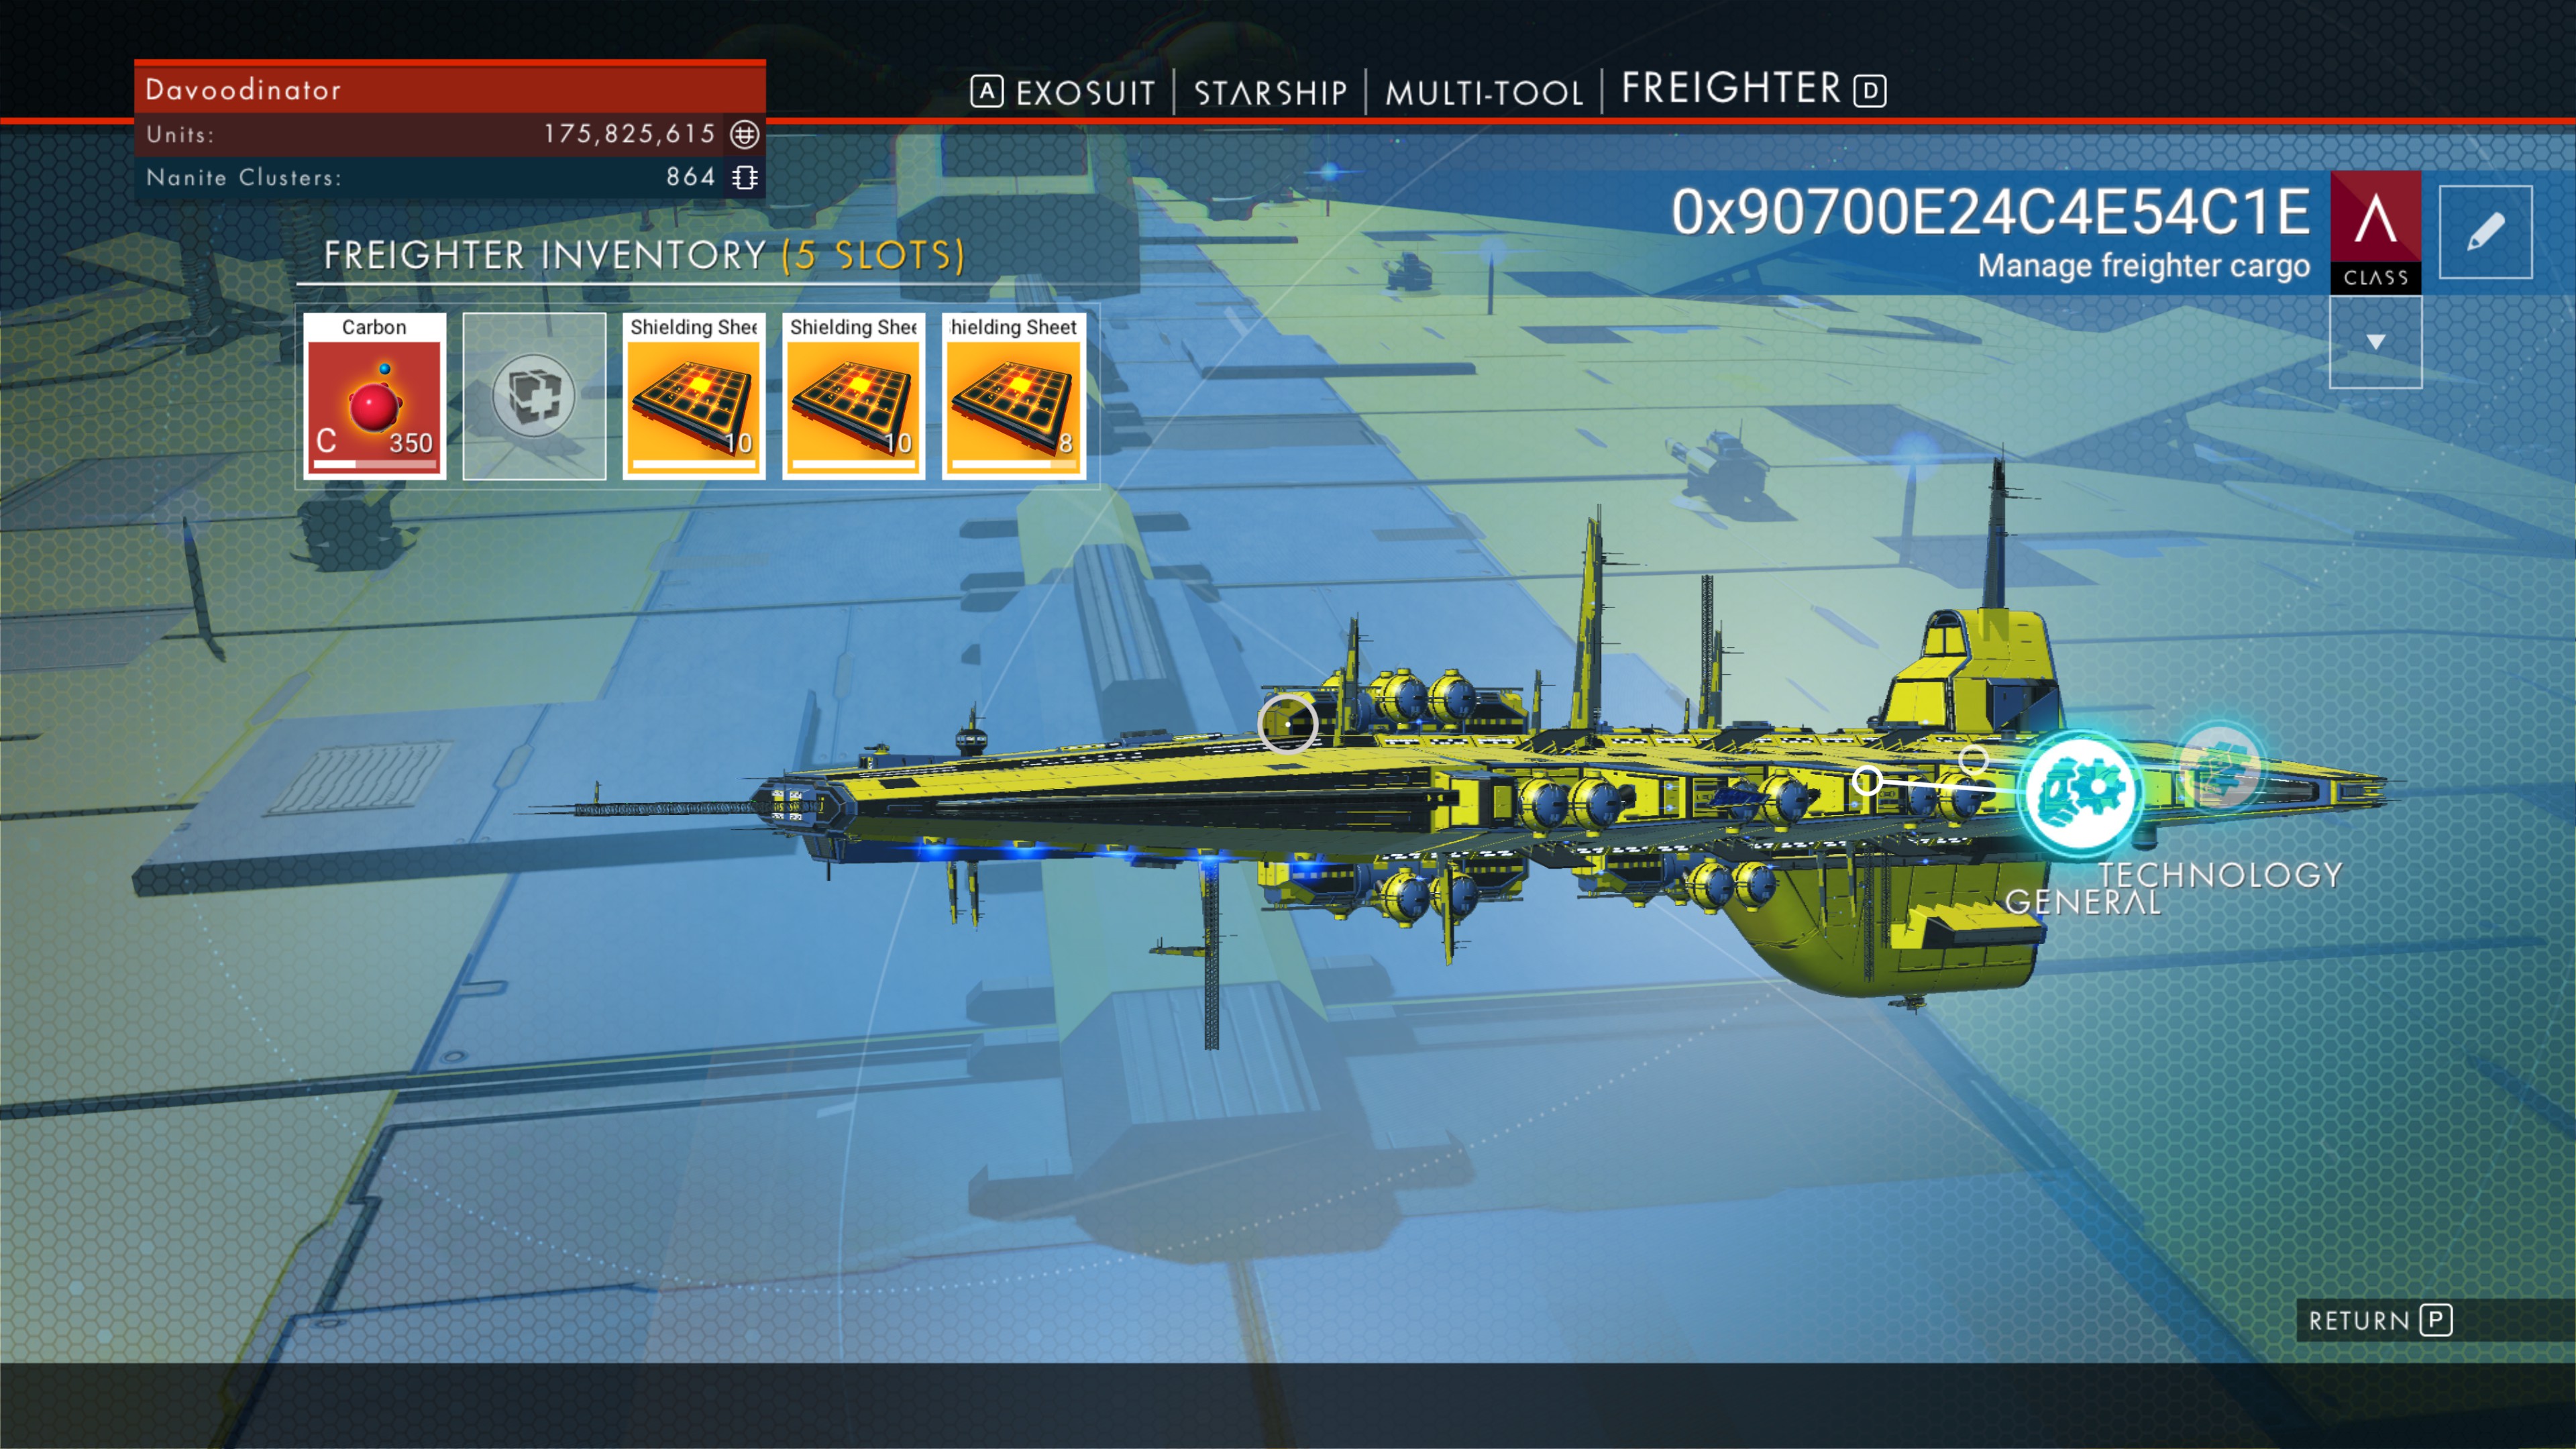 Davoodinator
Units: 175,825,615
Nanite Clusters: 864
A EXOSUIT STARSHIP MULTI-TOOL FREIGHTER D
0x90700E24C4E54C1E
Manage freighter cargo
A
CLASS
FREIGHTER INVENTORY (5 SLOTS)
Carbon
C 350
Shielding Shee
10
Shielding Shee
10
hielding Sheet
8
TECHNOLOGY
GENERAL
RETURN P